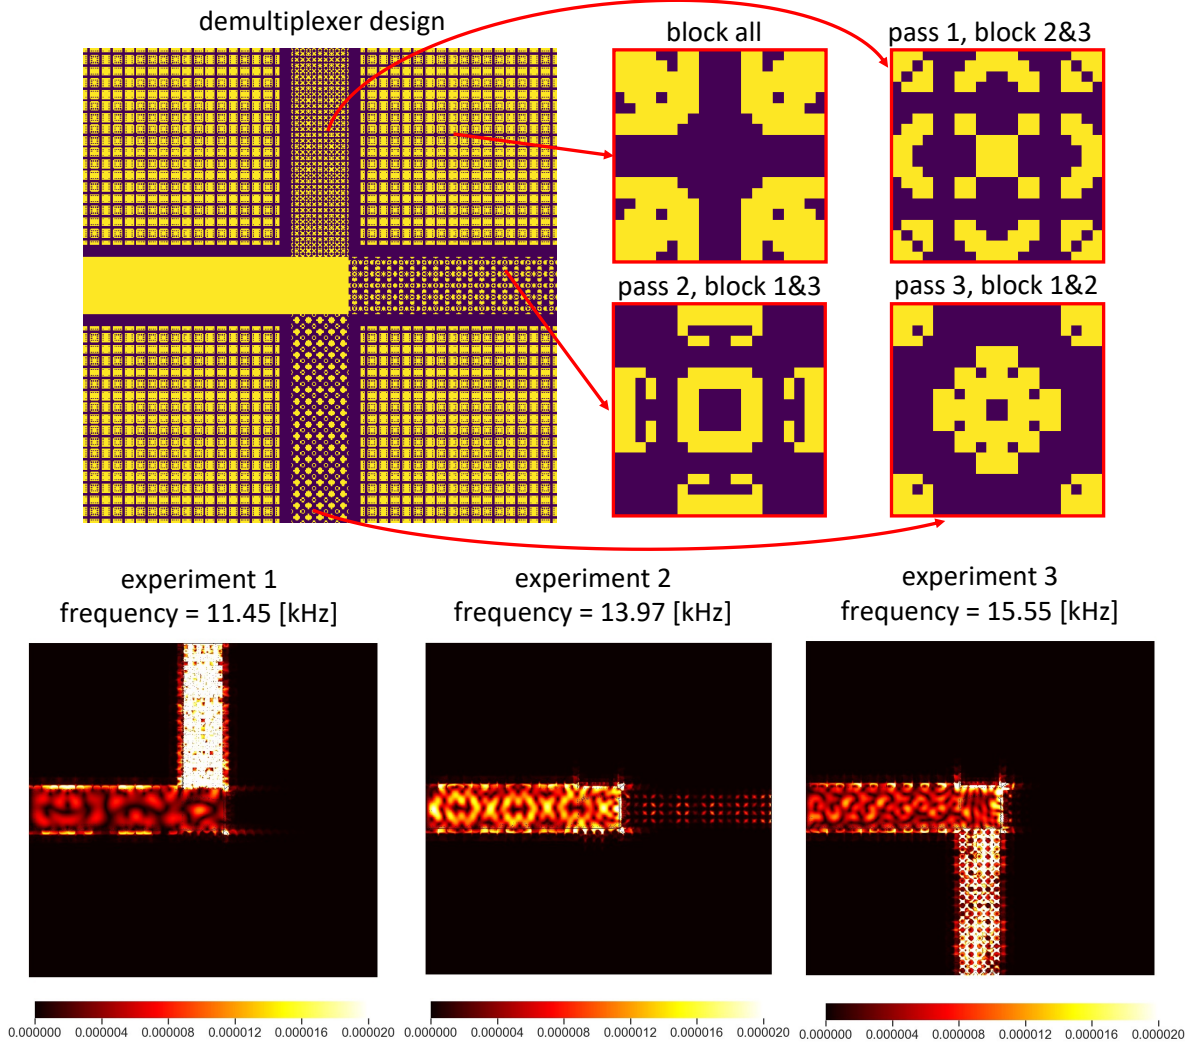 demultiplexer design
block all
pass 1, block 2&3
pass 2, block 1&3
pass 3, block 1&2
experiment 1
frequency = 11.45 [kHz]
experiment 2
frequency = 13.97 [kHz]
experiment 3
frequency = 15.55 [kHz]
0.000000 0.000004 0.000008 0.000012 0.000016 0.000020
0.000000 0.000004 0.000008 0.000012 0.000016 0.000020
0.000000 0.000004 0.000008 0.000012 0.000016 0.000020